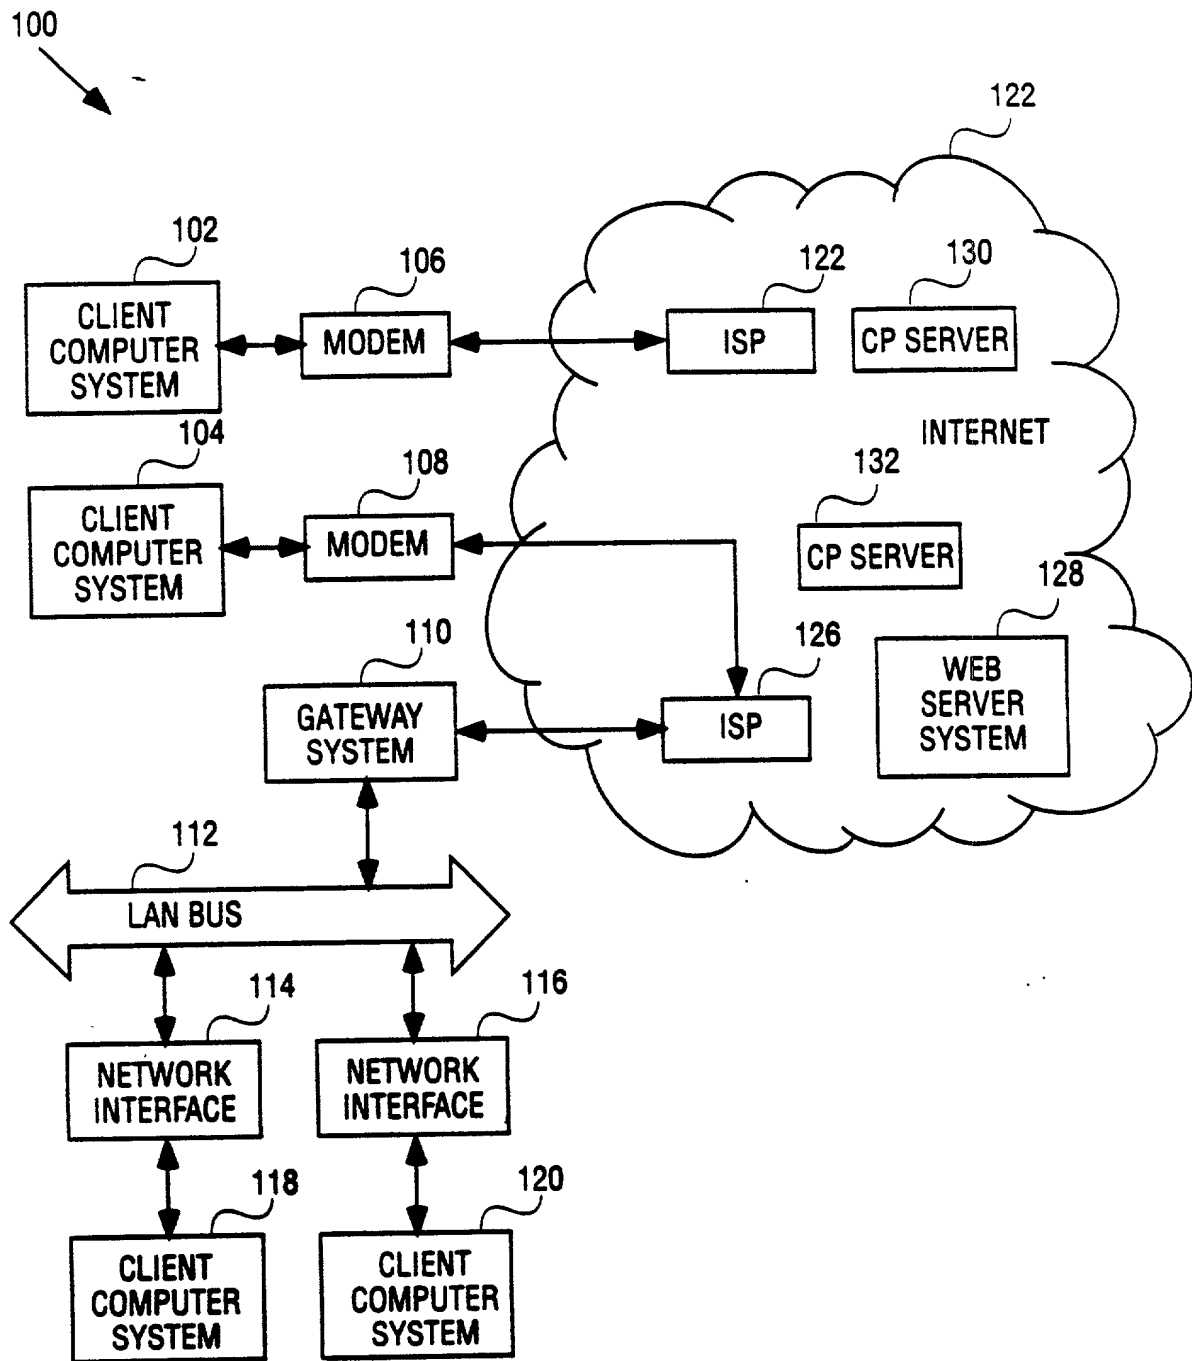 100
122
102
106
122
130
CLIENT
COMPUTER
SYSTEM
MODEM
ISP
CP SERVER
INTERNET
104
108
132
CLIENT
COMPUTER
SYSTEM
MODEM
CP SERVER
128
110
126
WEB
SERVER
SYSTEM
GATEWAY
SYSTEM
ISP
112
LAN BUS
114
116
NETWORK
INTERFACE
NETWORK
INTERFACE
118
120
CLIENT
COMPUTER
SYSTEM
CLIENT
COMPUTER
SYSTEM